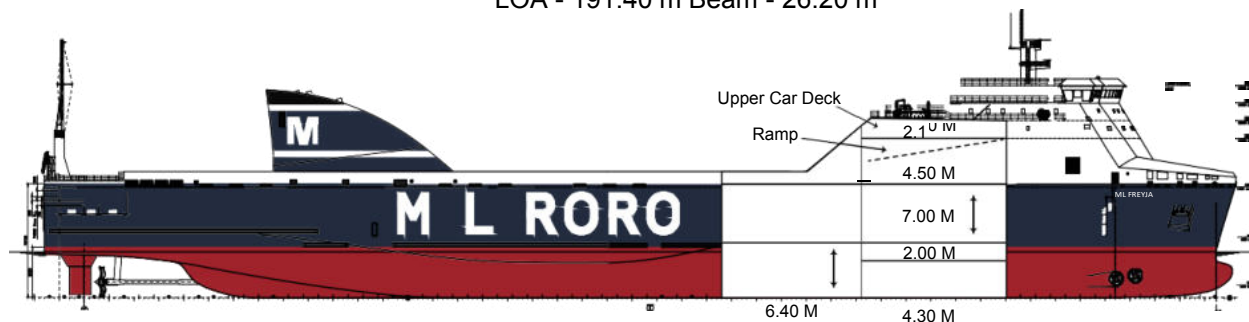 LOA - 191.40 m Beam - 26.20 m
Upper Car Deck
2.10 M
M
Ramp
4.50 M
M L RORO
7.00 M
ML FREYJA
2.00 M
6.40 M
4.30 M